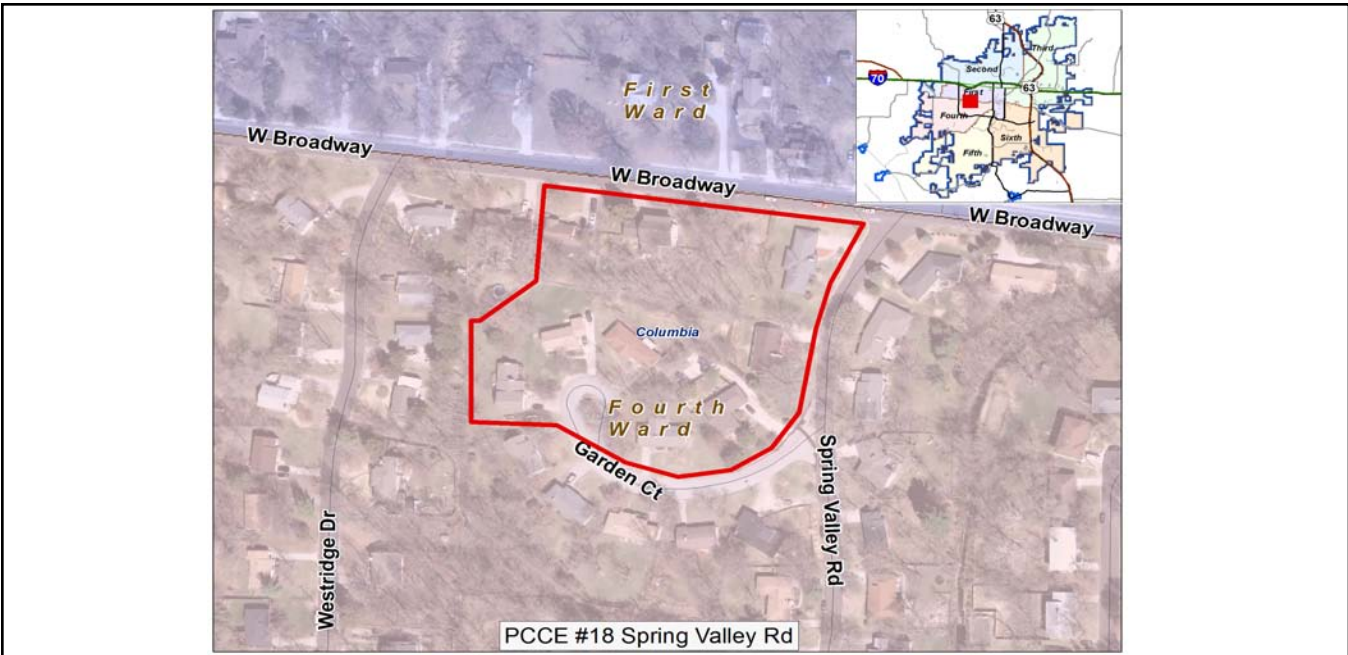 First
Ward
W Broadway
W Broadway
W Broadway
Columbia
Fourth
Ward
Garden Ct
Spring Valley Rd
Westridge Dr
PCCE #18 Spring Valley Rd
63
Third
Second
70
63
First
Fourth
Sixth
Fifth